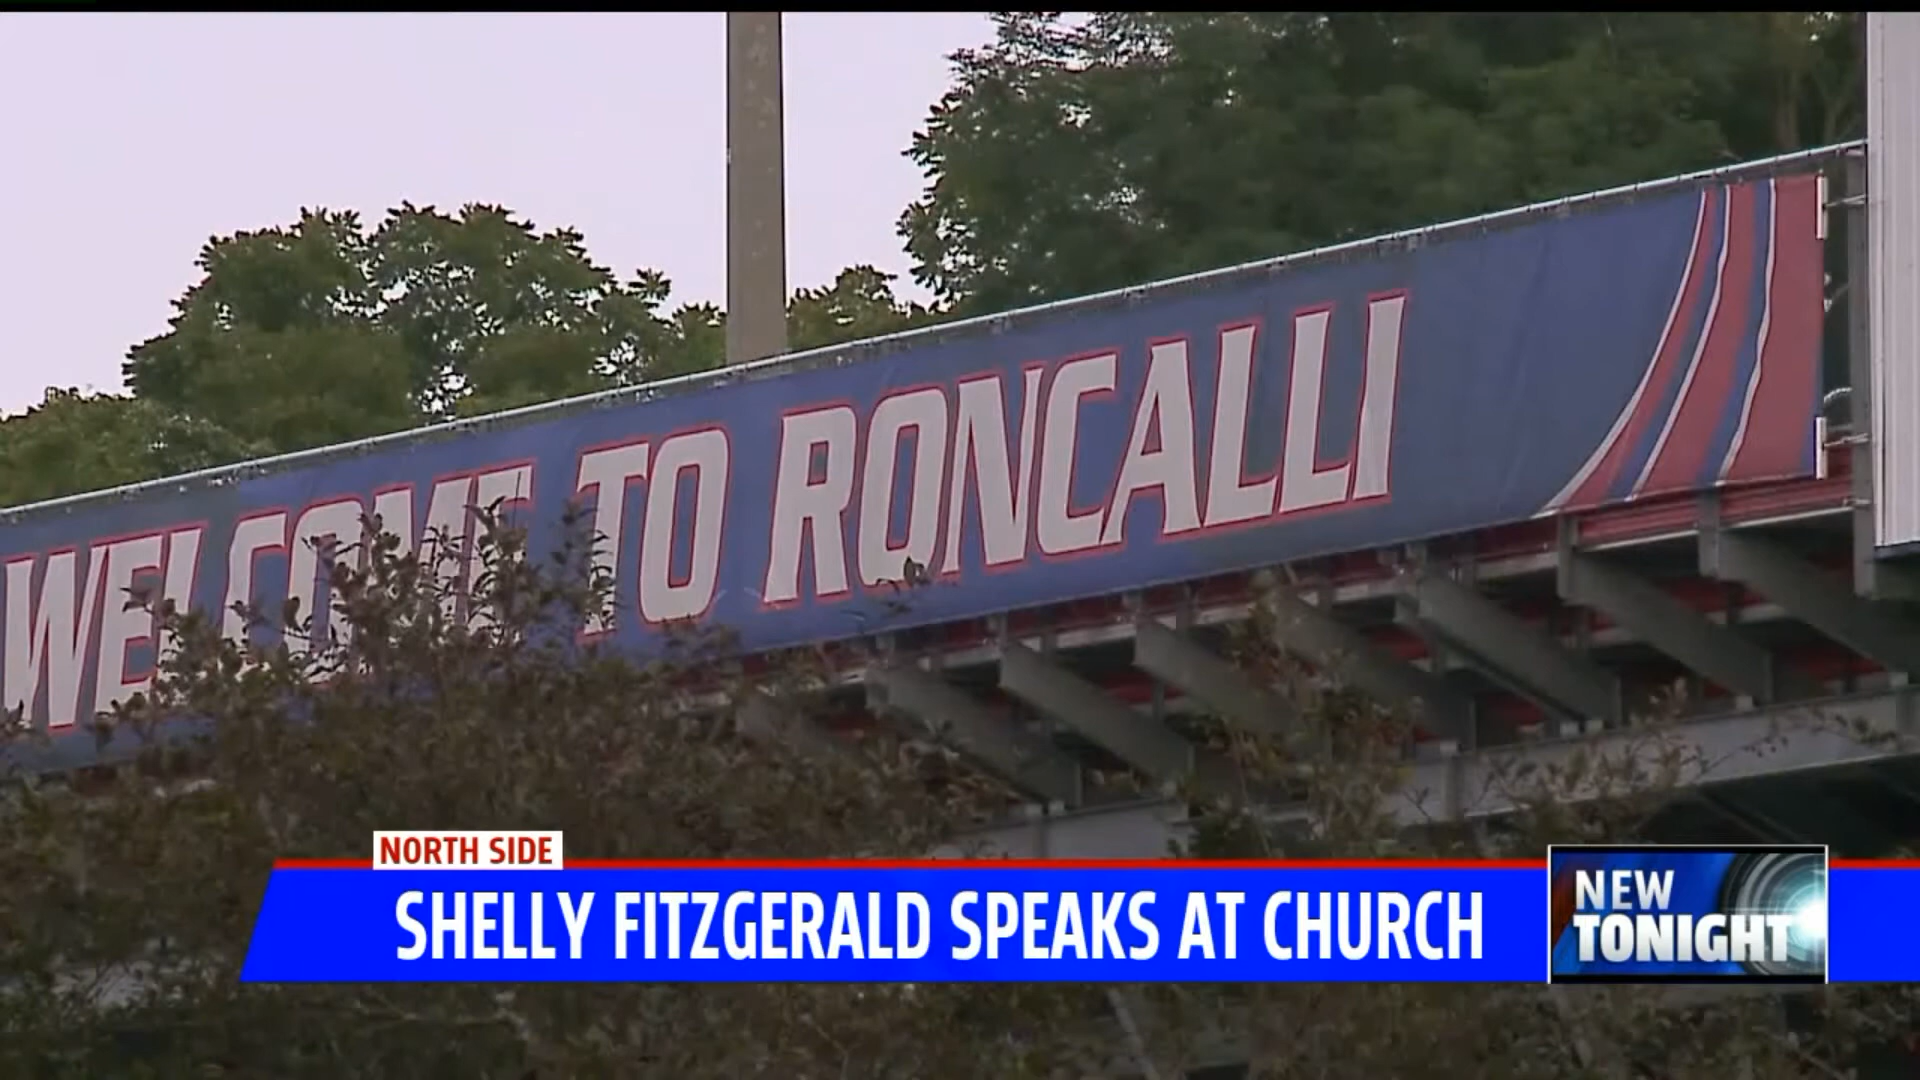 WELCOME TO RONCALLI
NORTH SIDE
SHELLY FITZGERALD SPEAKS AT CHURCH
NEW
TONIGHT